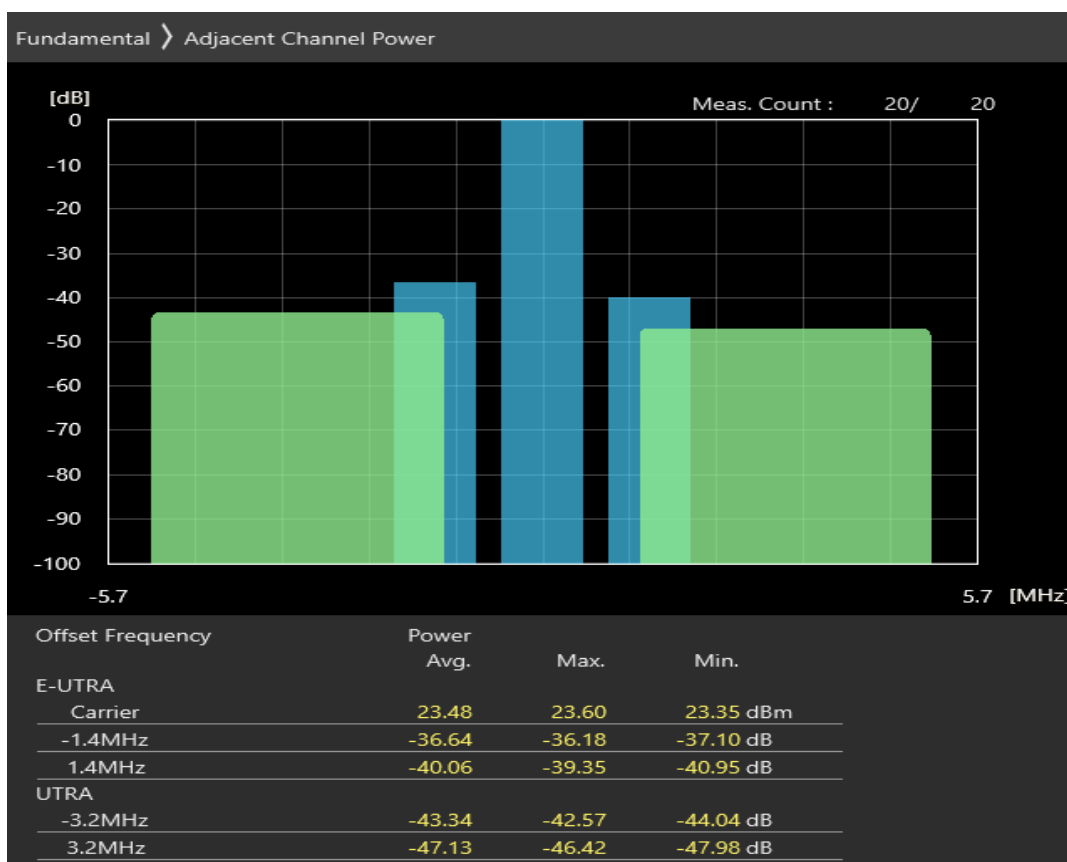 Fundamental 〉 Adjacent Channel Power
[dB]
Meas. Count : 20/ 20
0
-10
-20
-30
-40
-50
-60
-70
-80
-90
-100
-5.7 5.7 [MHz]
Offset Frequency Power
Avg. Max. Min.
E-UTRA
Carrier 23.48 23.60 23.35 dBm
-1.4MHz -36.64 -36.18 -37.10 dB
1.4MHz -40.06 -39.35 -40.95 dB
UTRA
-3.2MHz -43.34 -42.57 -44.04 dB
3.2MHz -47.13 -46.42 -47.98 dB